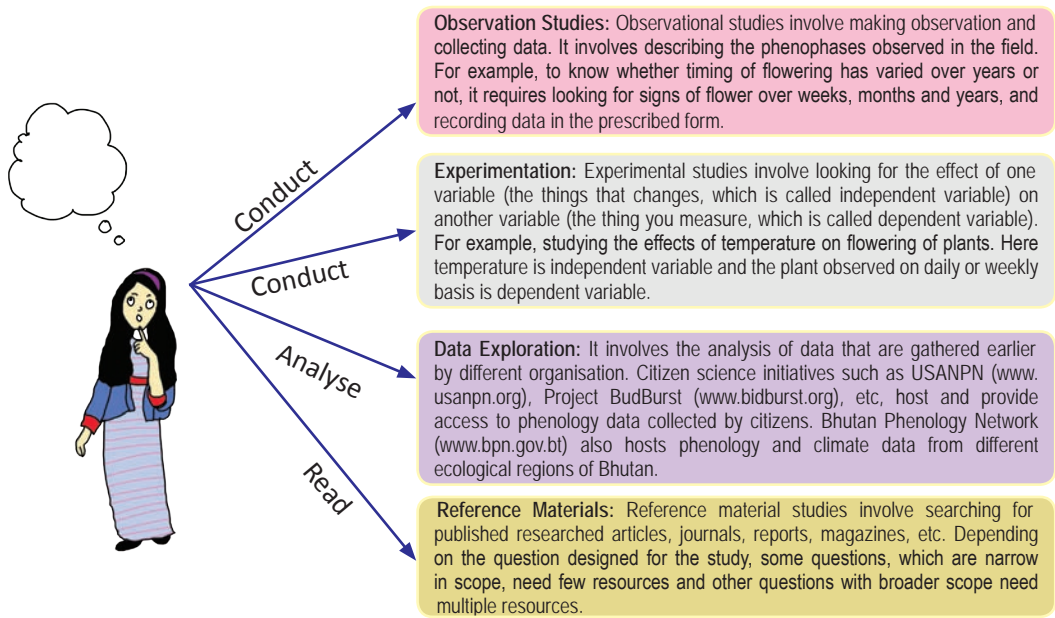 Observation Studies: Observational studies involve making observation and
collecting data. It involves describing the phenophases observed in the field.
For example, to know whether timing of flowering has varied over years or
not, it requires looking for signs of flower over weeks, months and years, and
recording data in the prescribed form.
Conduct
Experimentation: Experimental studies involve looking for the effect of one
variable (the things that changes, which is called independent variable) on
another variable (the thing you measure, which is called dependent variable).
For example, studying the effects of temperature on flowering of plants. Here
temperature is independent variable and the plant observed on daily or weekly
basis is dependent variable.
Conduct
Data Exploration: It involves the analysis of data that are gathered earlier
by different organisation. Citizen science initiatives such as USANPN (www.
usanpn.org), Project BudBurst (www.bidburst.org), etc, host and provide
access to phenology data collected by citizens. Bhutan Phenology Network
(www.bpn.gov.bt) also hosts phenology and climate data from different
ecological regions of Bhutan.
Analyse
Reference Materials: Reference material studies involve searching for
published researched articles, journals, reports, magazines, etc. Depending
on the question designed for the study, some questions, which are narrow
in scope, need few resources and other questions with broader scope need
multiple resources.
Read